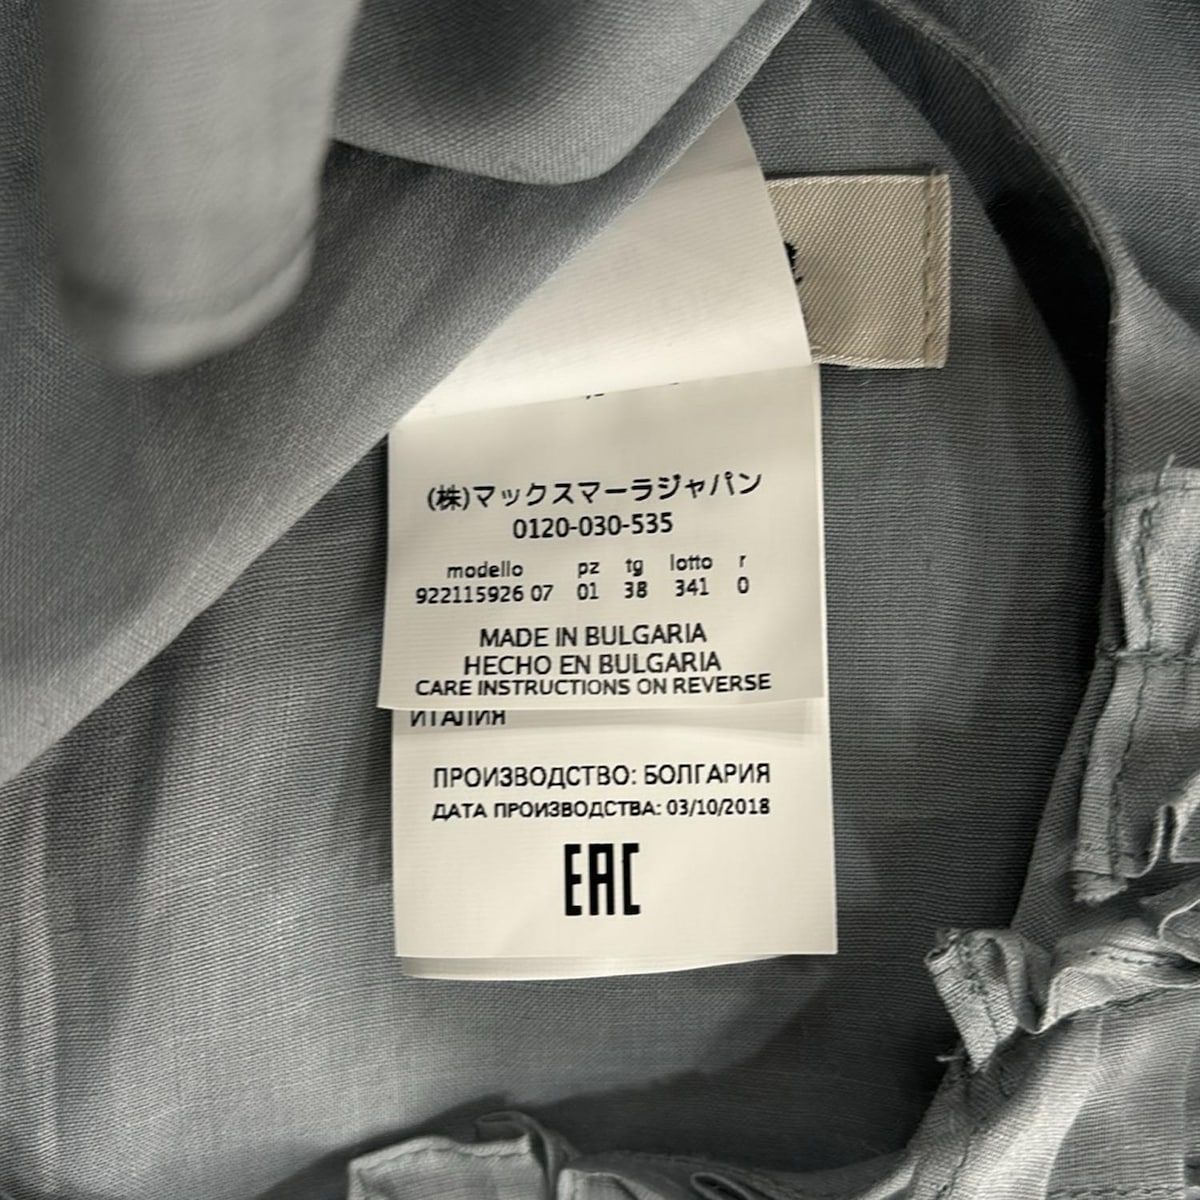 (株)マックスマーラジャパン
0120-030-535
modello pz tg lotto r
922115926 07 01 38 341 0
MADE IN BULGARIA
HECHO EN BULGARIA
CARE INSTRUCTIONS ON REVERSE
ИТАЛИЯ
ПРОИЗВОДСТВО: БОЛГАРИЯ
ДАТА ПРОИЗВОДСТВА: 03/10/2018
EAC